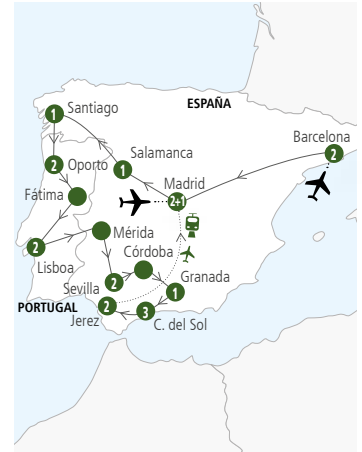 ESPAÑA
1 Santiago
Barcelona
2
2 Oporto
Salamanca
1
Madrid
2+1
Fátima
2
Lisboa
Mérida
Córdoba
Sevilla
2
Granada
1
PORTUGAL
2
Jerez
3
C. del Sol